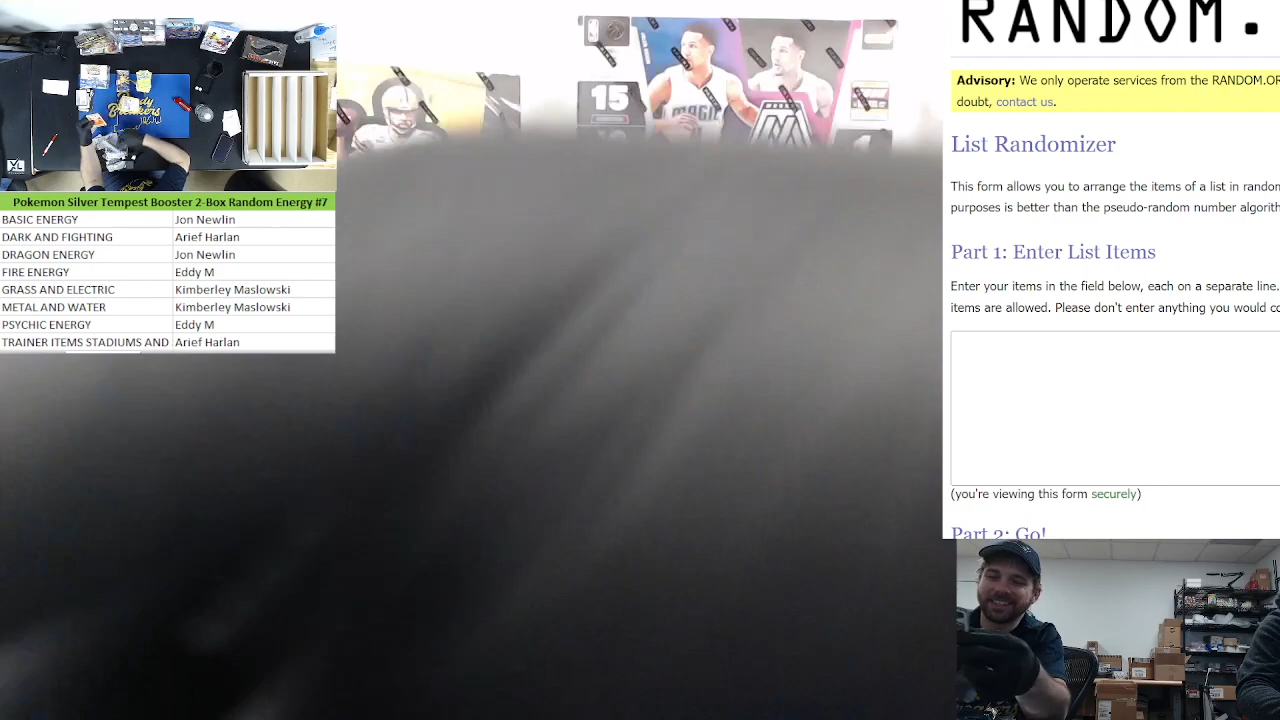 Pokemon Silver Tempest Booster 2-Box Random Energy #7
BASIC ENERGY Jon Newlin
DARK AND FIGHTING Arief Harlan
DRAGON ENERGY Jon Newlin
FIRE ENERGY Eddy M
GRASS AND ELECTRIC Kimberley Maslowski
METAL AND WATER Kimberley Maslowski
PSYCHIC ENERGY Eddy M
TRAINER ITEMS STADIUMS AND Arief Harlan
15
MAGIC
XL
RANDOM.
Advisory: We only operate services from the RANDOM.OR
doubt, contact us.
List Randomizer
This form allows you to arrange the items of a list in random
purposes is better than the pseudo-random number algorith
Part 1: Enter List Items
Enter your items in the field below, each on a separate line.
items are allowed. Please don't enter anything you would co
(you're viewing this form securely)
Part 2: Go!